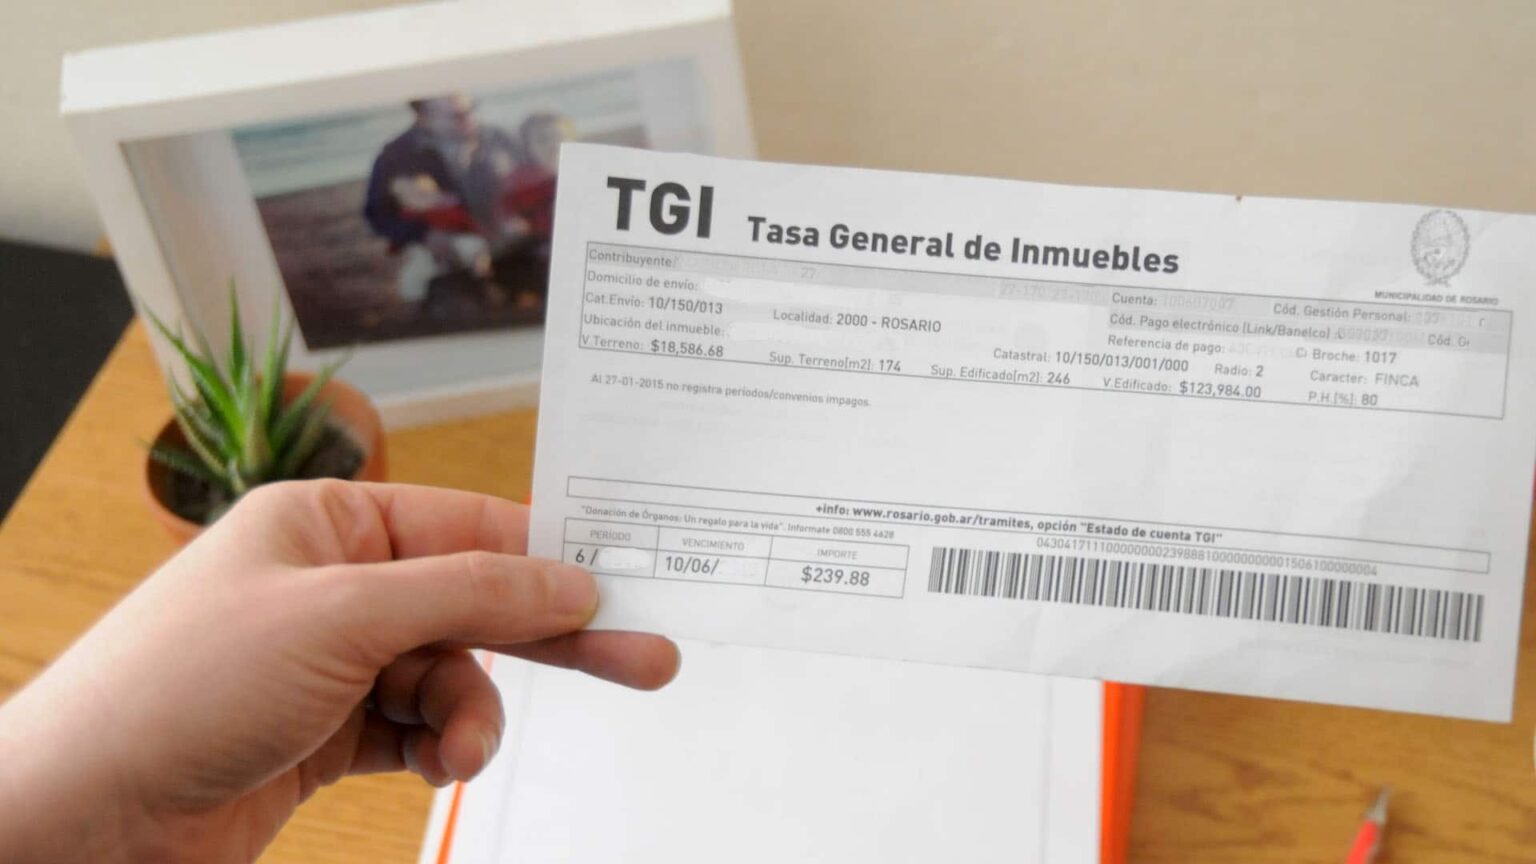 TGI Tasa General de Inmuebles
MUNICIPALIDAD DE ROSARIO
Contribuyente: 27
Domicilio de envío:
Cuenta: Cód. Gestión Personal:
Cat.Envío: 10/150/013 Localidad: 2000 - ROSARIO
Cód. Pago electrónico (Link/Banelco) Cód. G
Ubicación del inmueble:
Referencia de pago: Broche: 1017
V.Terreno: $18,586.68 Sup. Terreno[m2]: 174 Catastral: 10/150/013/001/000 Radio: 2 Caracter: FINCA
Sup. Edificado[m2]: 246 V.Edificado: $123,984.00 P.H.[%]: 80
Al 27-01-2015 no registra períodos/convenios impagos.
+info: www.rosario.gob.ar/tramites, opción "Estado de cuenta TGI"
"Donación de Órganos: Un regalo para la vida". Informate 0800 555 4628
PERÍODO VENCIMIENTO IMPORTE
6 / 10/06/ $239.88